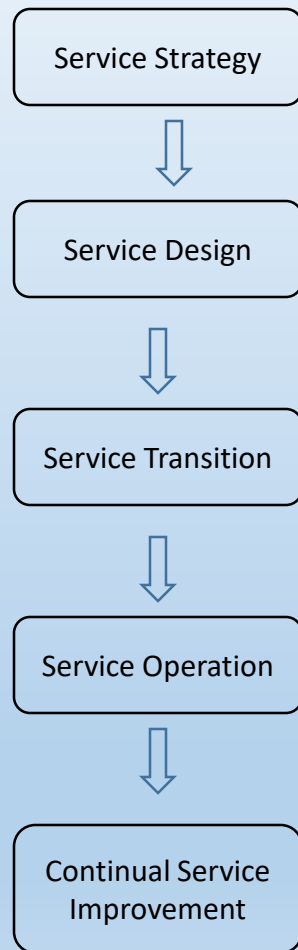 Service Strategy
Service Design
Service Transition
Service Operation
Continual Service
Improvement